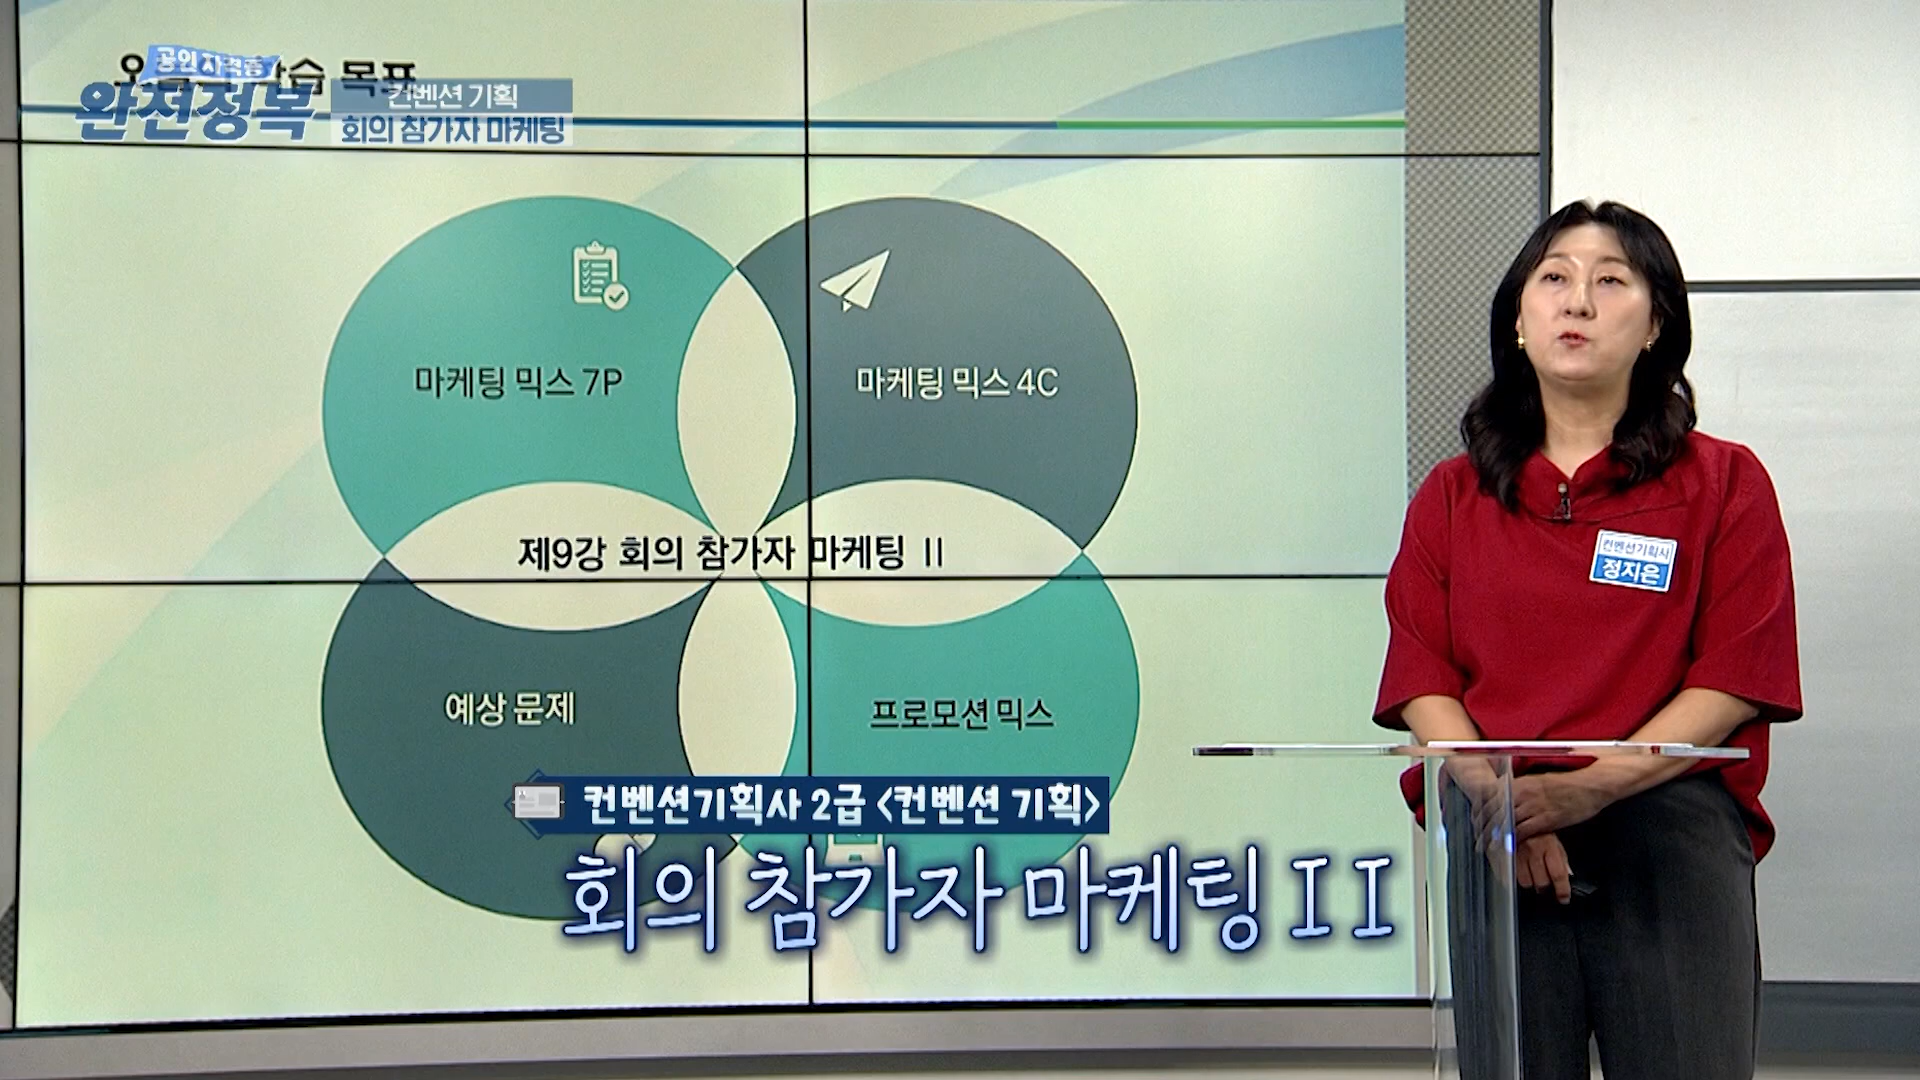 공인 자격증
완전정복
컨벤션 기획
회의 참가자 마케팅
목표
마케팅 믹스 7P
마케팅 믹스 4C
제9강 회의 참가자 마케팅 II
예상 문제
프로모션 믹스
컨벤션기획사
정지은
컨벤션기획사 2급 <컨벤션 기획>
회의 참가자 마케팅 II